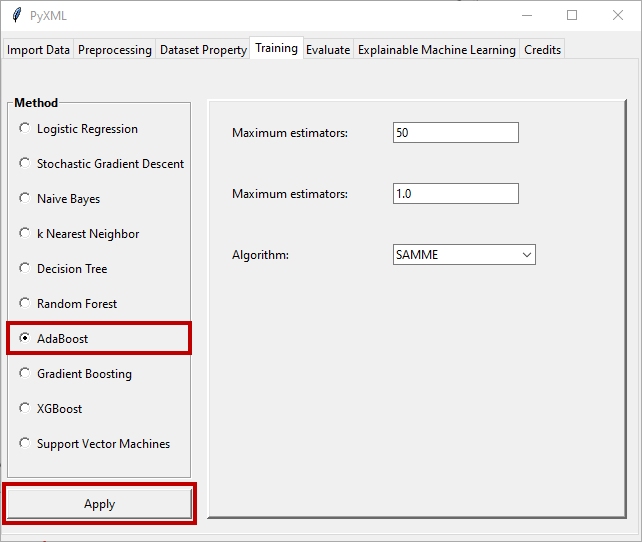 PyXML
Import Data Preprocessing Dataset Property Training Evaluate Explainable Machine Learning Credits
Method
Logistic Regression
Stochastic Gradient Descent
Naive Bayes
k Nearest Neighbor
Decision Tree
Random Forest
AdaBoost
Gradient Boosting
XGBoost
Support Vector Machines
Apply
Maximum estimators: 50
Maximum estimators: 1.0
Algorithm: SAMME